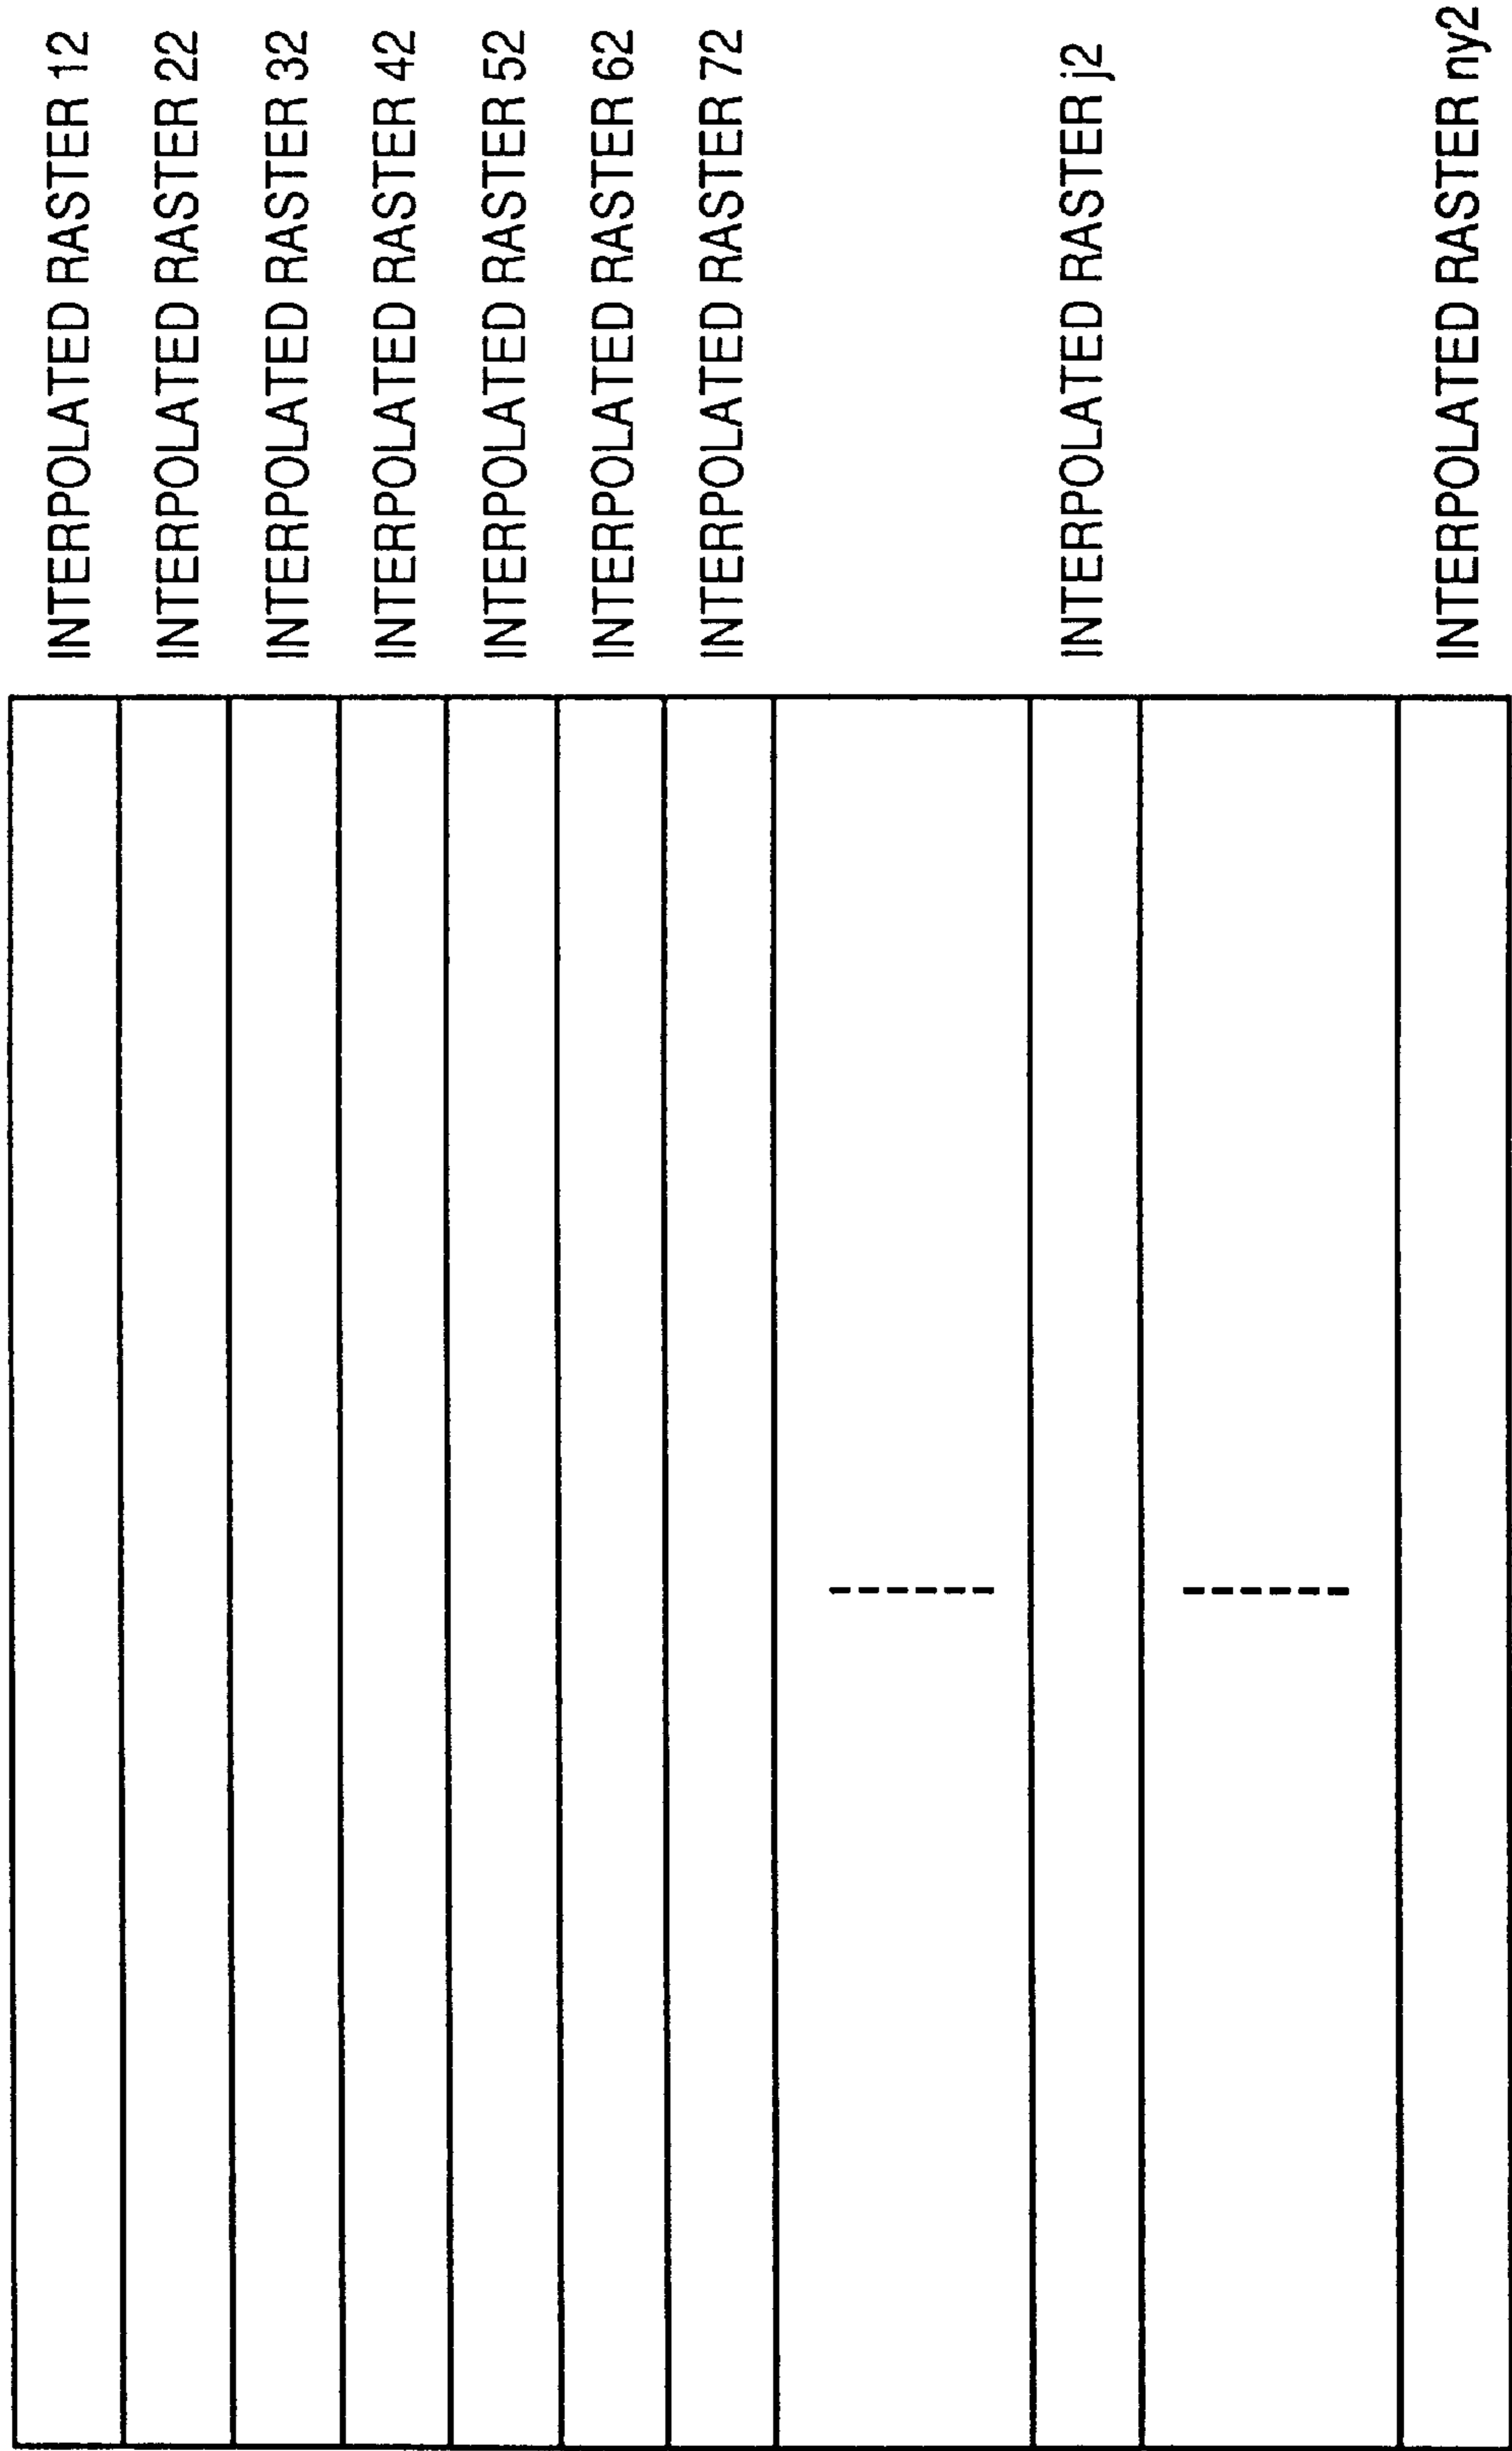 INTERPOLATED RASTER 12
INTERPOLATED RASTER 22
INTERPOLATED RASTER 32
INTERPOLATED RASTER 42
INTERPOLATED RASTER 52
INTERPOLATED RASTER 62
INTERPOLATED RASTER 72
INTERPOLATED RASTER j2
INTERPOLATED RASTER ny2